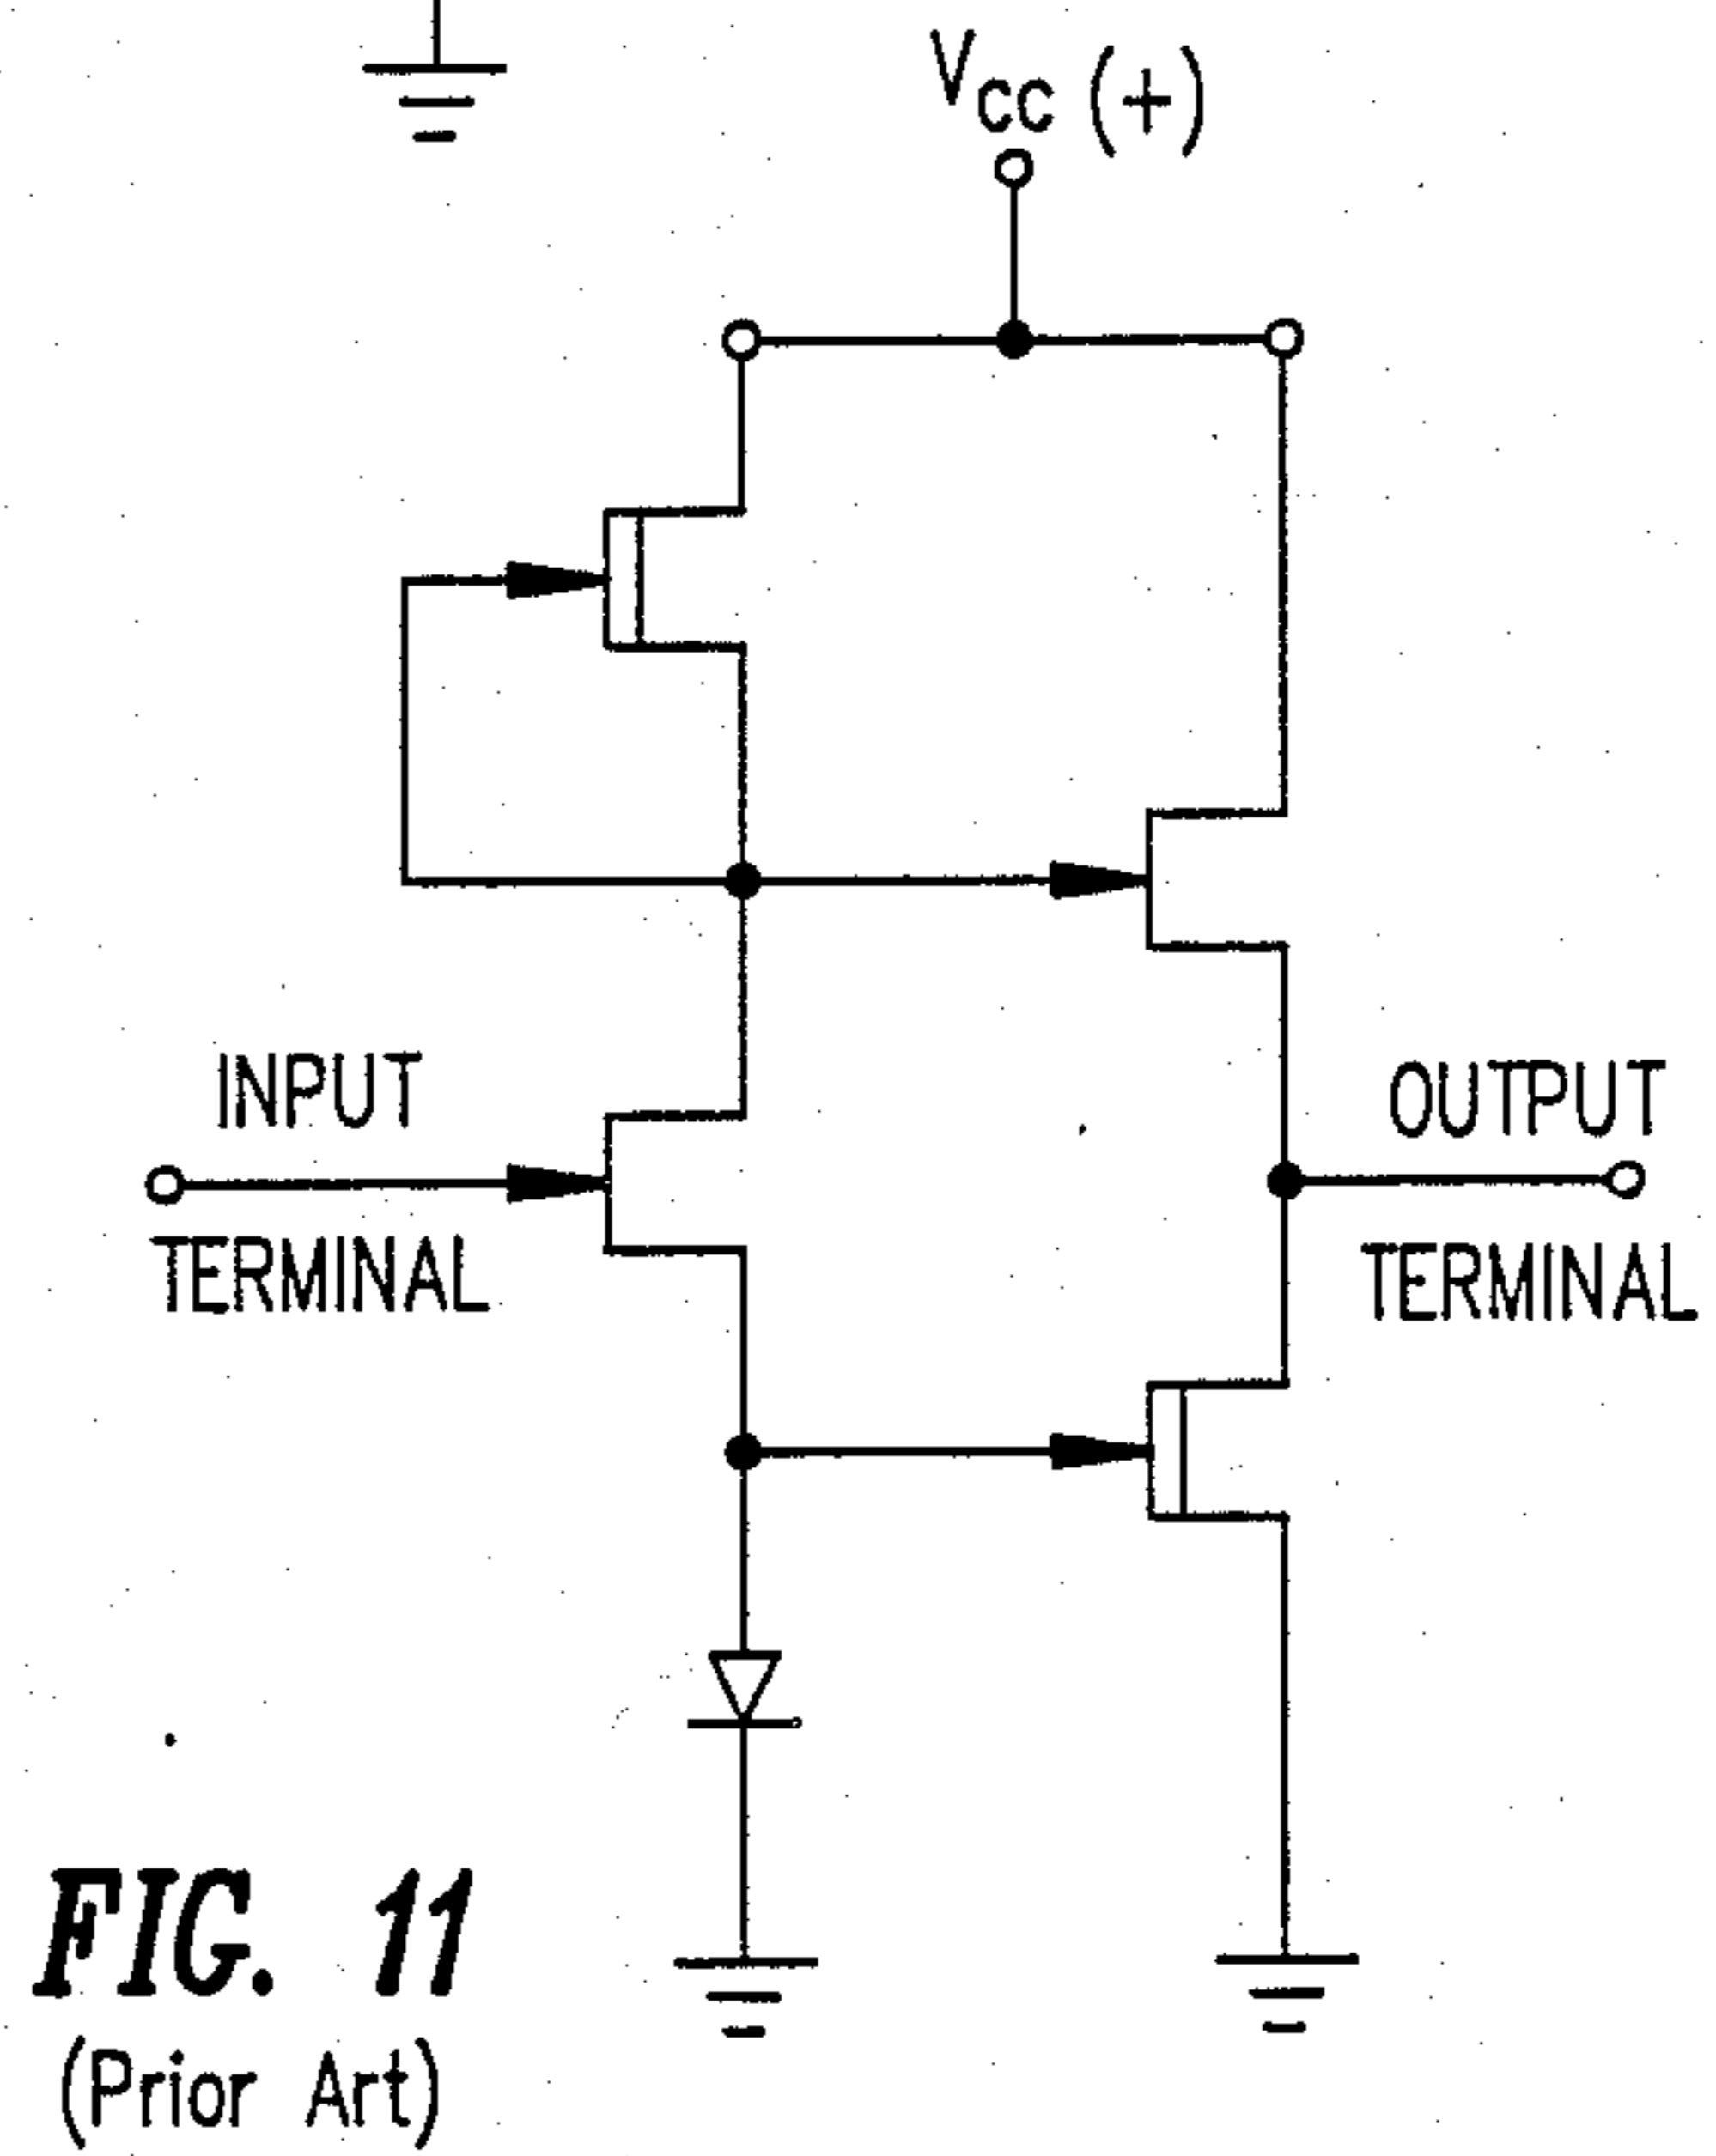 VCC (+)
INPUT
TERMINAL
OUTPUT
TERMINAL
FIG. 11
(Prior Art)